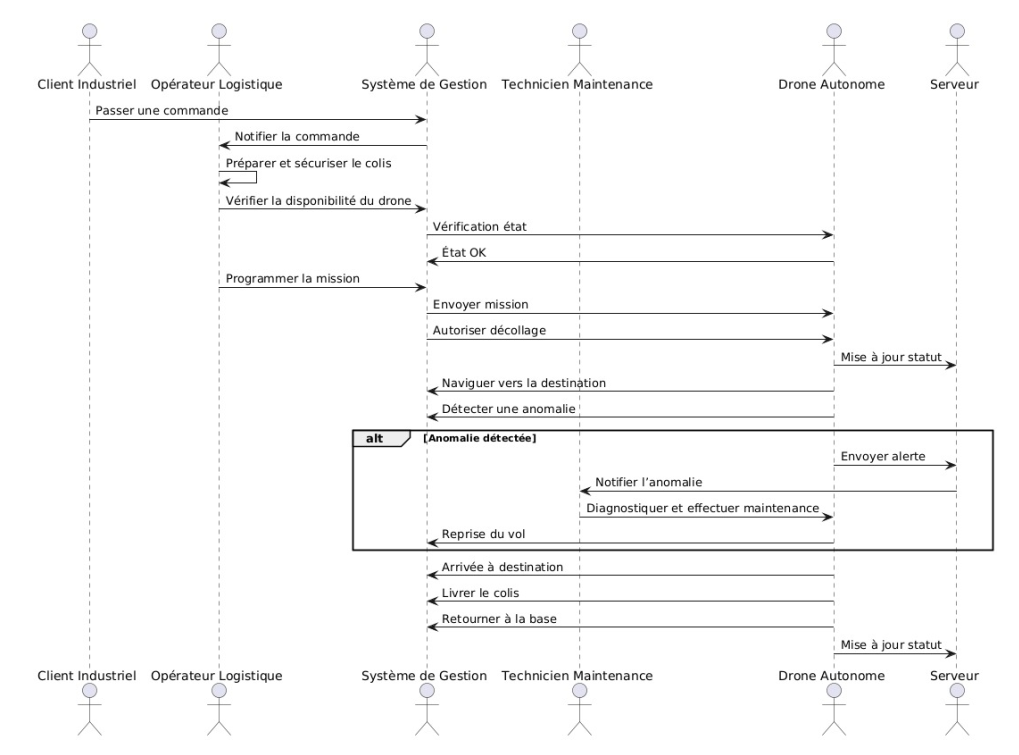 Client Industriel Opérateur Logistique Système de Gestion Technicien Maintenance Drone Autonome Serveur
Passer une commande
Notifier la commande
Préparer et sécuriser le colis
Vérifier la disponibilité du drone
Vérification état
État OK
Programmer la mission
Envoyer mission
Autoriser décollage
Mise à jour statut
Naviguer vers la destination
Détecter une anomalie
alt [Anomalie détectée]
Envoyer alerte
Notifier l’anomalie
Diagnostiquer et effectuer maintenance
Reprise du vol
Arrivée à destination
Livrer le colis
Retourner à la base
Mise à jour statut
Client Industriel Opérateur Logistique Système de Gestion Technicien Maintenance Drone Autonome Serveur